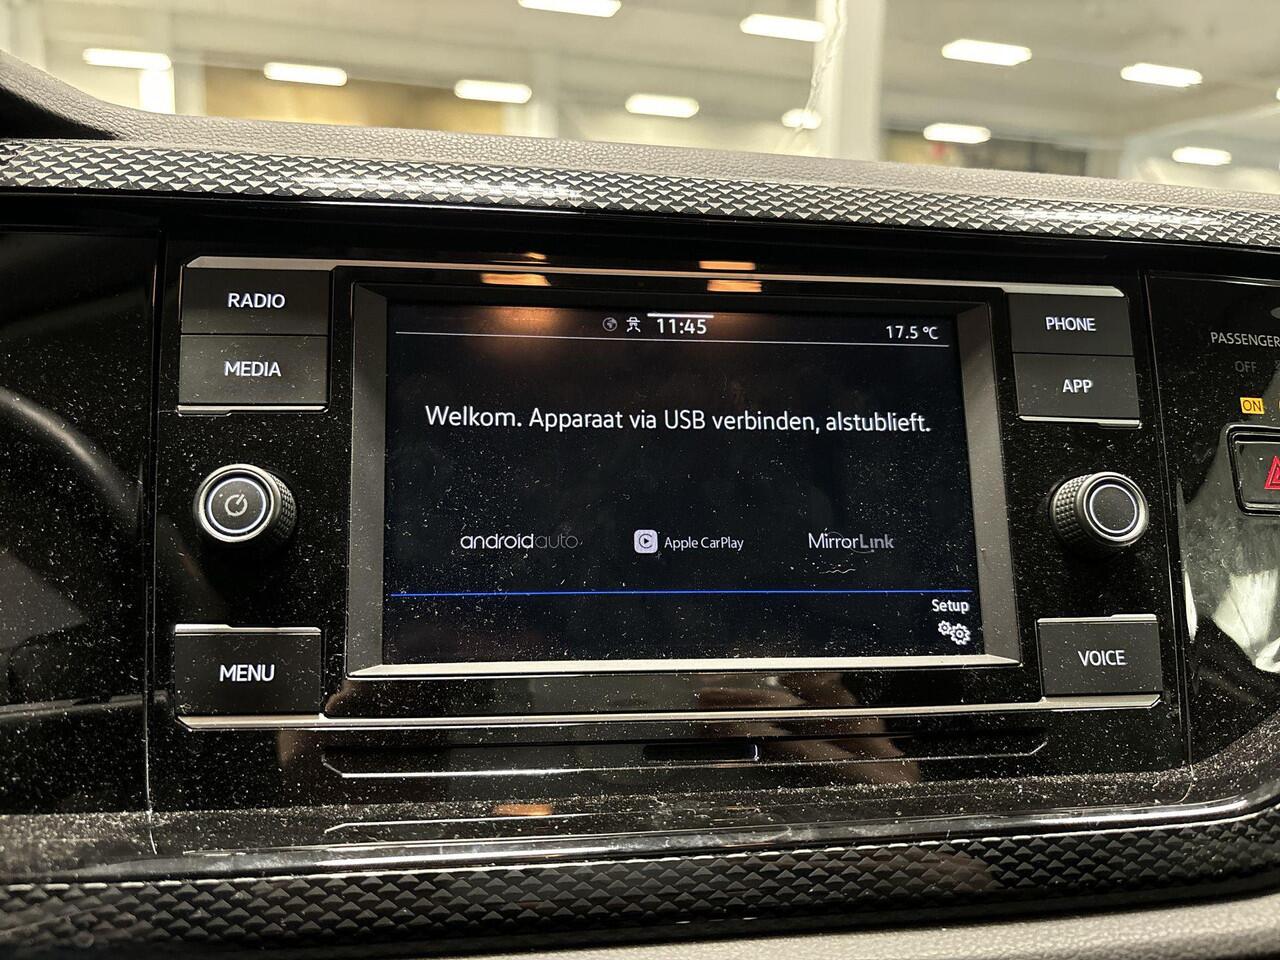 RADIO
MEDIA
MENU
11:45
17.5 °C
Welkom. Apparaat via USB verbinden, alstublieft.
androidauto
Apple CarPlay
MirrorLink
Setup
PHONE
APP
VOICE
PASSENGER
OFF
ON